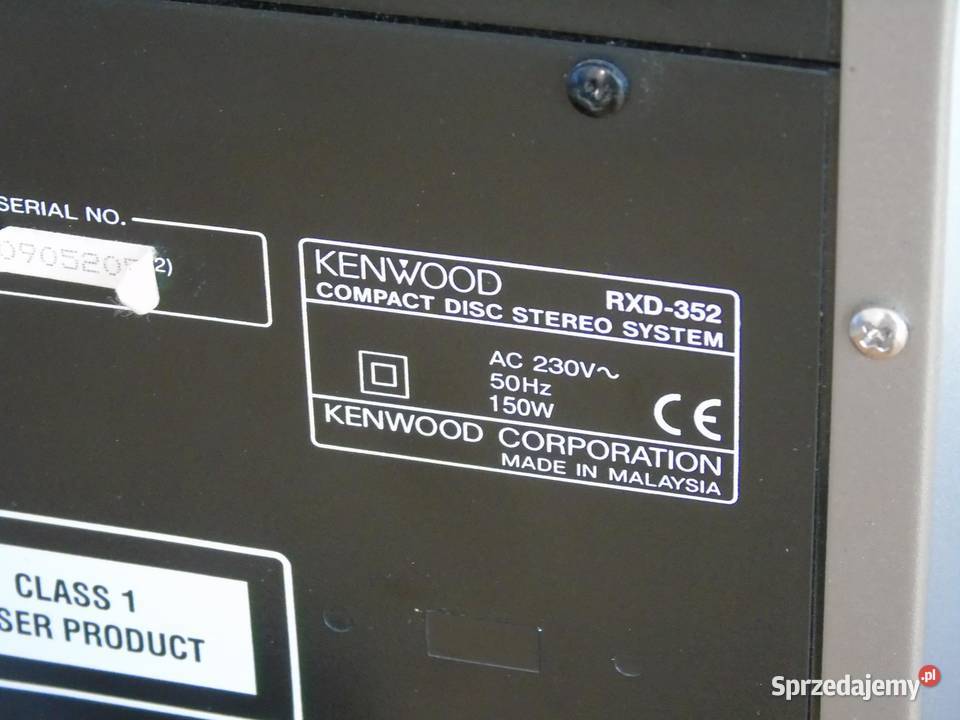 SERIAL NO.
2)
KENWOOD
RXD-352
COMPACT DISC STEREO SYSTEM
AC 230V~
50Hz
150W
CE
KENWOOD CORPORATION
MADE IN MALAYSIA
CLASS 1
SER PRODUCT
Sprzedajemy.pl